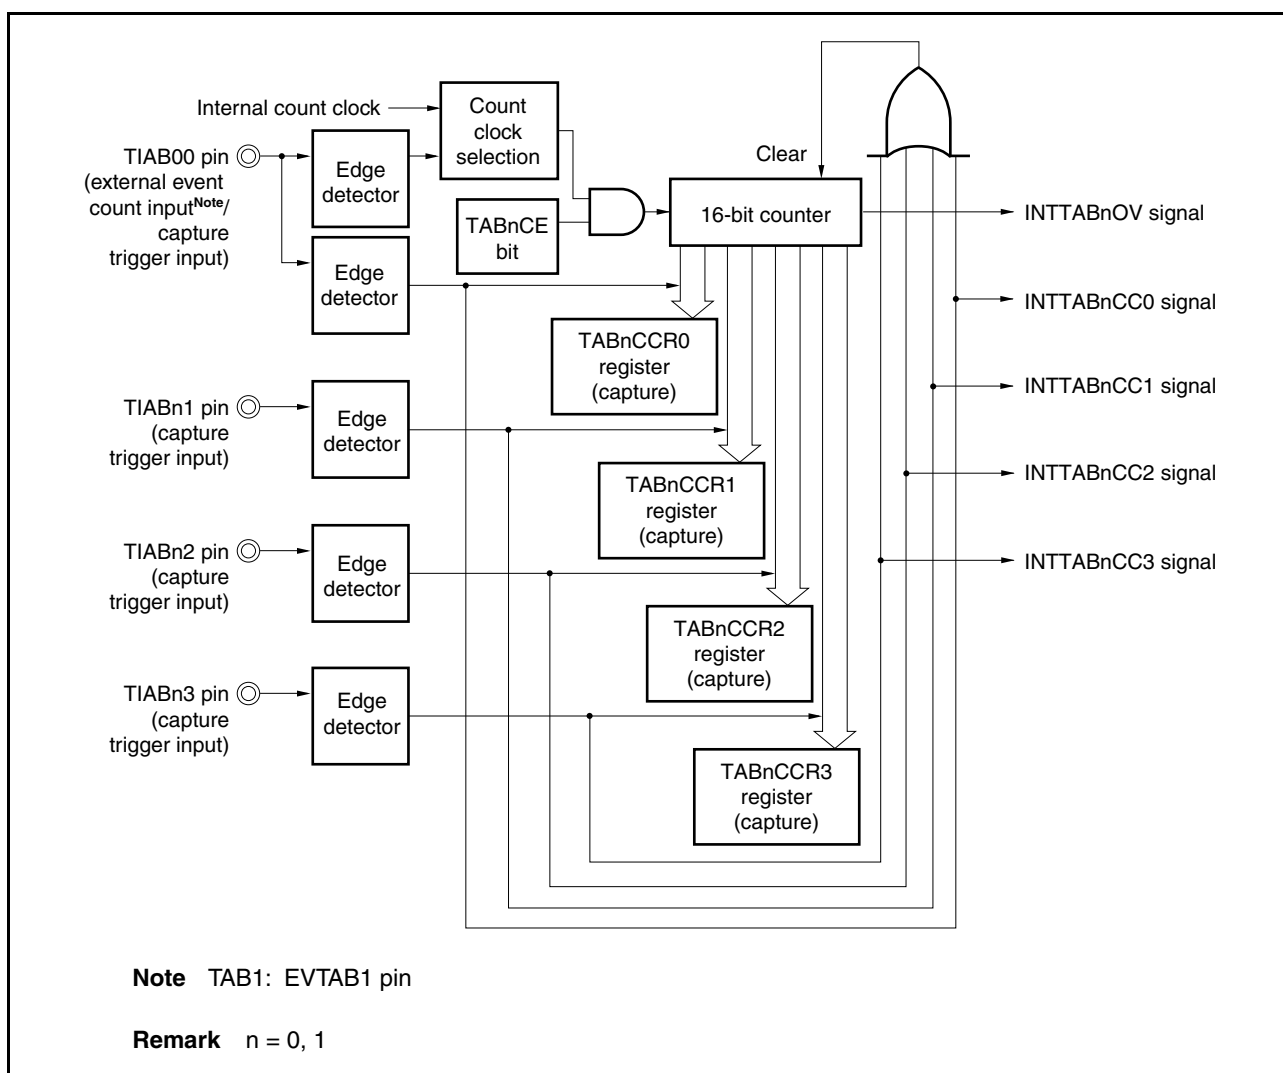 Internal count clock
Count
clock
selection
TIAB00 pin
(external event
count inputNote/
capture
trigger input)
Edge
detector
Edge
detector
TABnCE
bit
Clear
16-bit counter
INTTABnOV signal
INTTABnCC0 signal
TABnCCR0
register
(capture)
INTTABnCC1 signal
TIABn1 pin
(capture
trigger input)
Edge
detector
TABnCCR1
register
(capture)
INTTABnCC2 signal
TIABn2 pin
(capture
trigger input)
Edge
detector
INTTABnCC3 signal
TABnCCR2
register
(capture)
TIABn3 pin
(capture
trigger input)
Edge
detector
TABnCCR3
register
(capture)
Note TAB1: EVTAB1 pin
Remark n = 0, 1